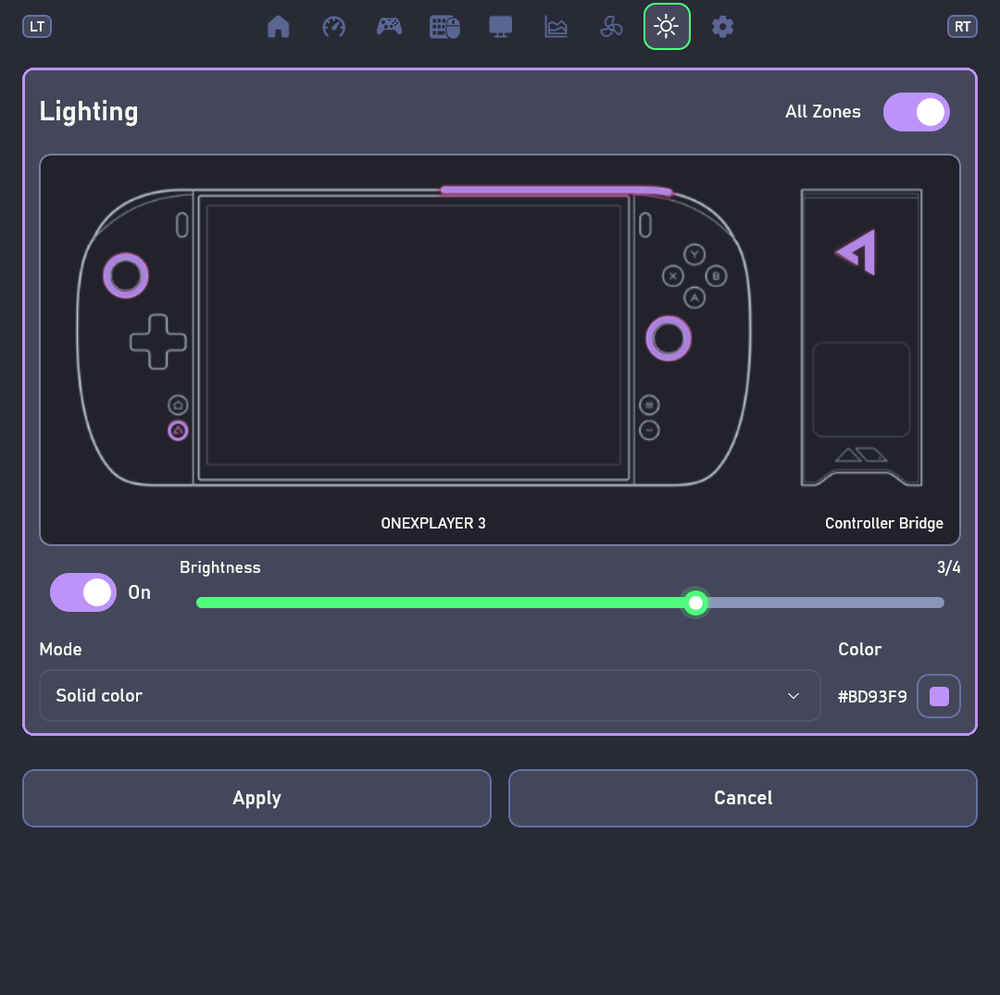 LT
RT
Lighting
All Zones
Y
X
B
A
ONEXPLAYER 3
Controller Bridge
Brightness
3/4
On
Mode
Color
Solid color
#BD93F9
Apply
Cancel